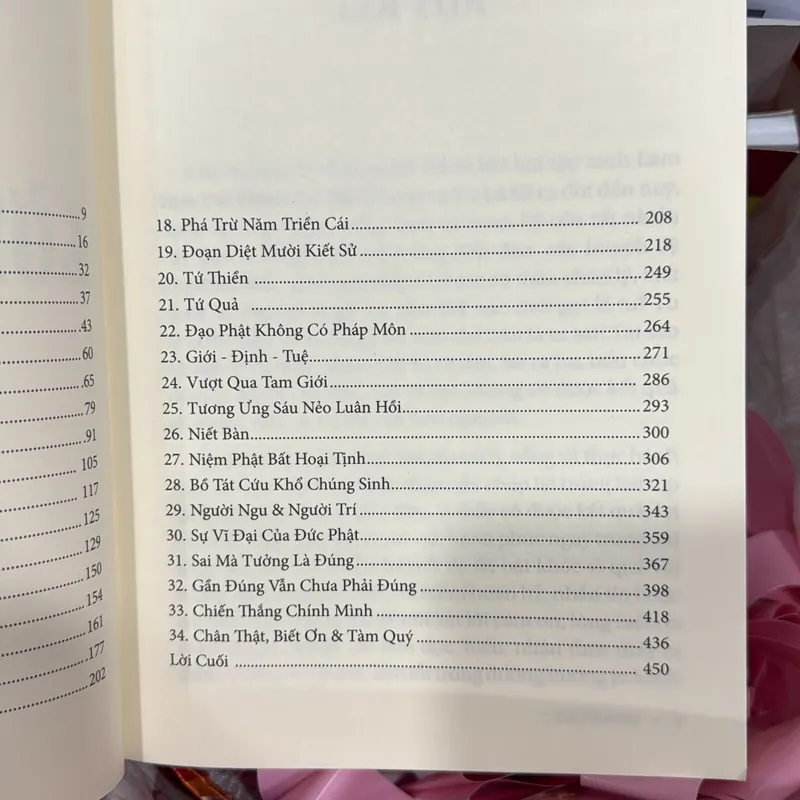 9
16
32
37
43
60
65
79
91
105
117
125
129
150
154
161
177
202
18. Phá Trừ Năm Triền Cái 208
19. Đoạn Diệt Mười Kiết Sử 218
20. Tứ Thiền 249
21. Tứ Quả 255
22. Đạo Phật Không Có Pháp Môn 264
23. Giới - Định - Tuệ 271
24. Vượt Qua Tam Giới 286
25. Tương Ưng Sáu Nẻo Luân Hồi 293
26. Niết Bàn 300
27. Niệm Phật Bất Hoại Tịnh 306
28. Bồ Tát Cứu Khổ Chúng Sinh 321
29. Người Ngu & Người Trí 343
30. Sự Vĩ Đại Của Đức Phật 359
31. Sai Mà Tưởng Là Đúng 367
32. Gần Đúng Vẫn Chưa Phải Đúng 398
33. Chiến Thắng Chính Mình 418
34. Chân Thật, Biết Ơn & Tàm Quý 436
Lời Cuối 450